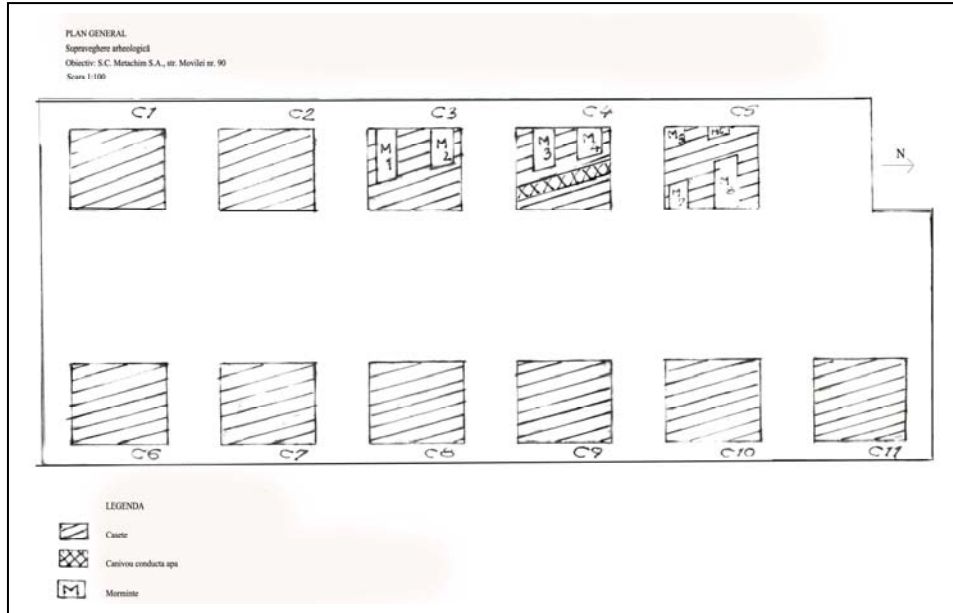 PLAN GENERAL
Supraveghere arheologică
Obiectiv: S.C. Metachim S.A., str. Movilei nr. 90
Scara 1:100
C1 C2 C3 C4 C5
M 1 M 2 M 3 M 4 M
N
M 7 M
C6 C7 C8 C9 C10 C11
LEGENDA
Casete
Canivou conducta apa
M Morminte